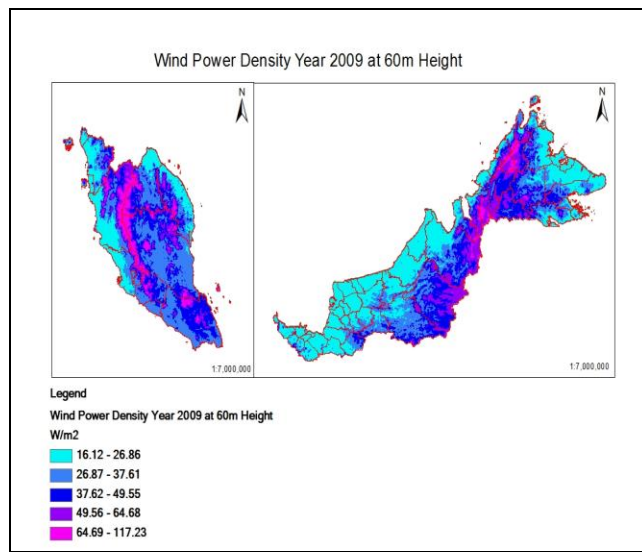 Wind Power Density Year 2009 at 60m Height
N
N
1:7,000,000
1:7,000,000
Legend
Wind Power Density Year 2009 at 60m Height
W/m2
16.12 - 26.86
26.87 - 37.61
37.62 - 49.55
49.56 - 64.68
64.69 - 117.23